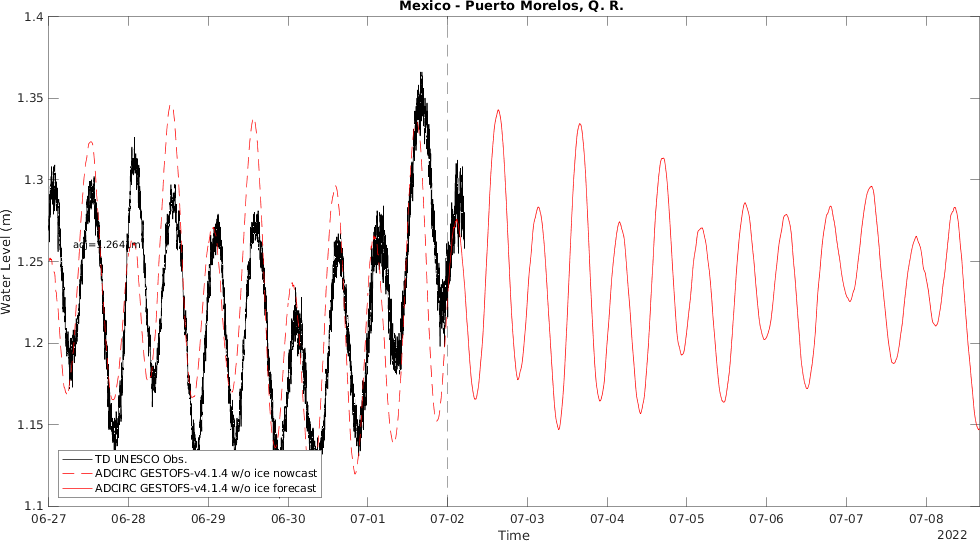 Mexico - Puerto Morelos, Q. R.
1.4
1.35
1.3
1.25
1.2
1.15
1.1
Water Level (m)
TD UNESCO Obs.
ADCIRC GESTOFS-v4.1.4 w/o ice nowcast
ADCIRC GESTOFS-v4.1.4 w/o ice forecast
06-27 06-28 06-29 06-30 07-01 07-02 07-03 07-04 07-05 07-06 07-07 07-08
Time
2022